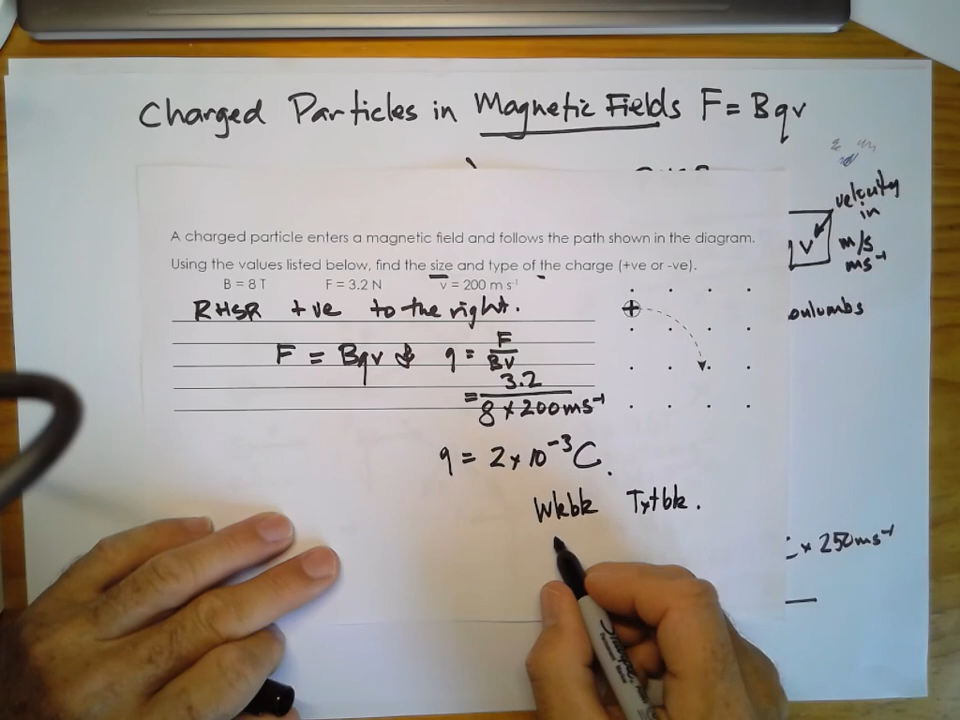 Charged Particles in Magnetic Fields F = Bqv
velocity
in
m/s
ms⁻¹
V
oulumbs
A charged particle enters a magnetic field and follows the path shown in the diagram.
Using the values listed below, find the size and type of the charge (+ve or -ve).
B = 8 T F = 3.2 N v = 200 m s⁻¹
RHSR +ve to the right.
+
F = Bqv & q = F/BV
= 3.2/8 × 200ms⁻¹
q = 2 × 10⁻³ C.
Wkbk Txtbk.
× 250ms⁻¹
Sharpie